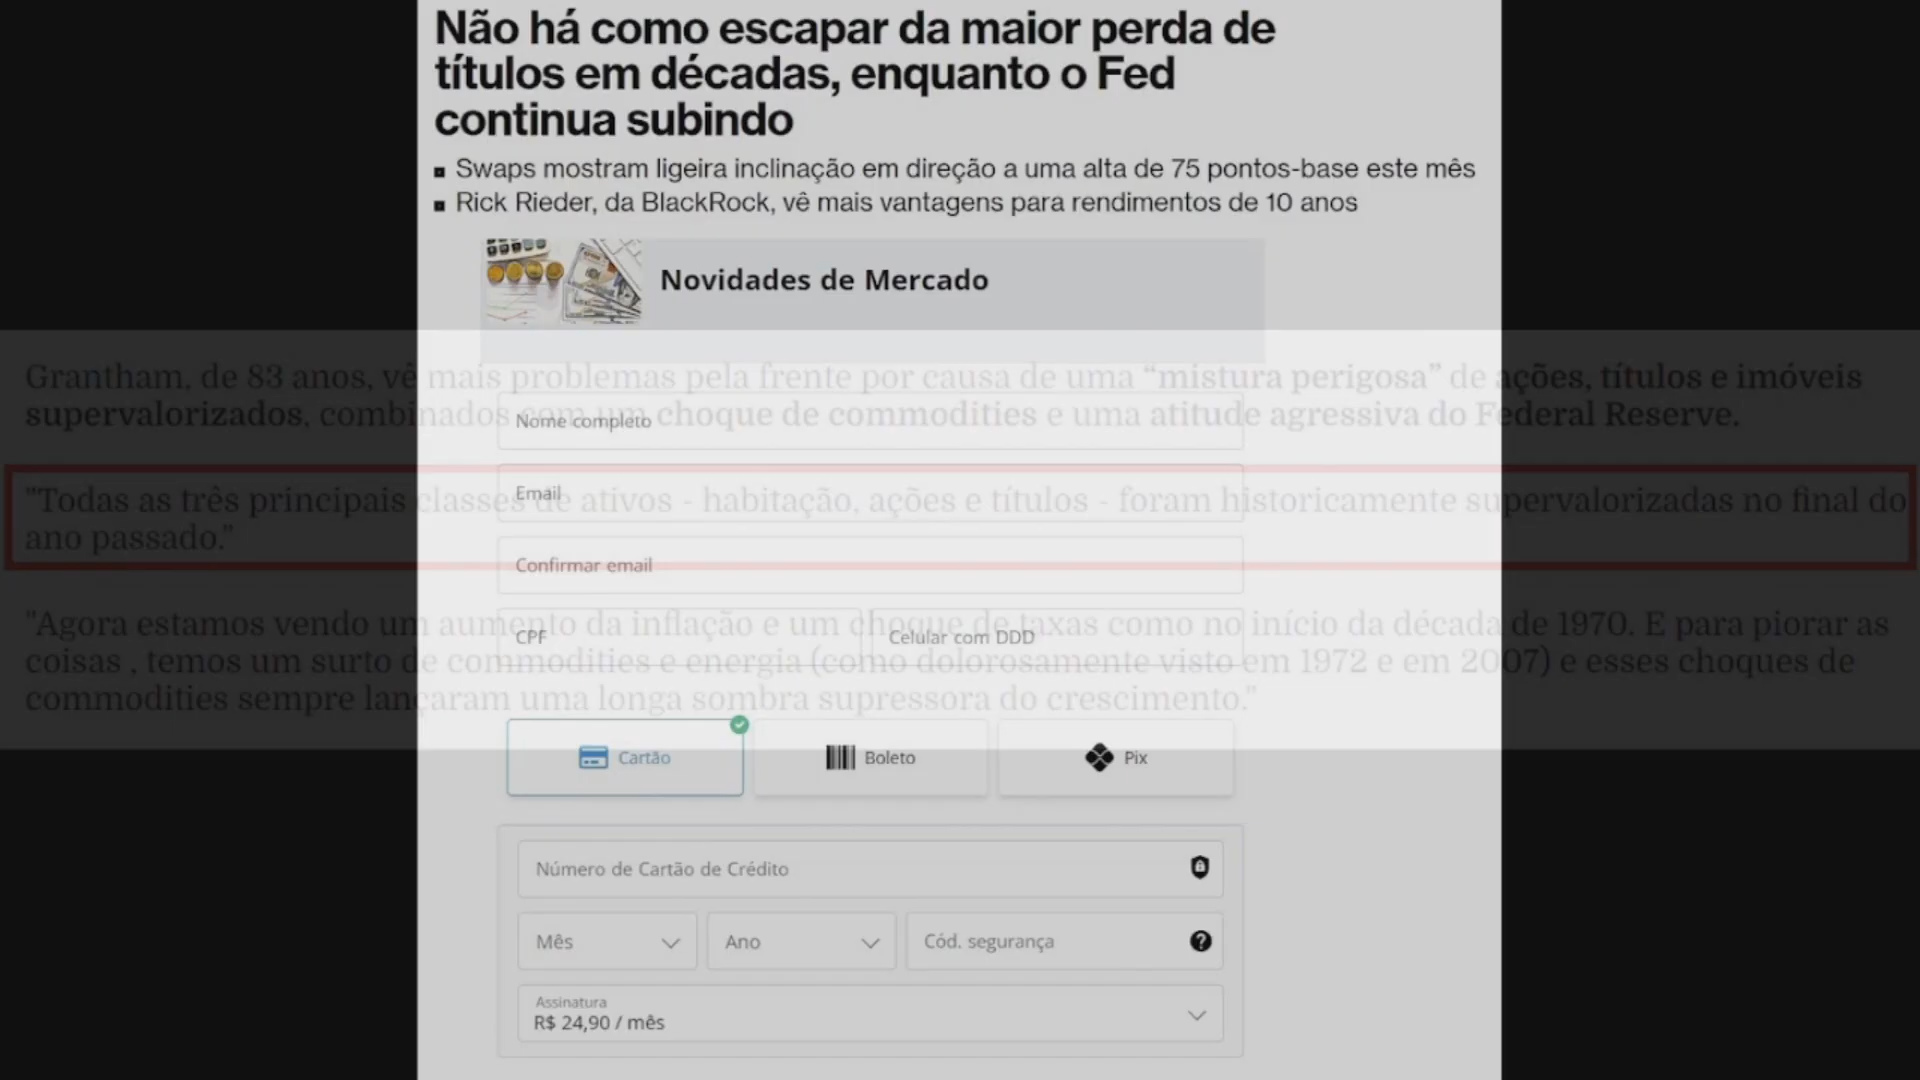 Não há como escapar da maior perda de
títulos em décadas, enquanto o Fed
continua subindo
Swaps mostram ligeira inclinação em direção a uma alta de 75 pontos-base este mês
Rick Rieder, da BlackRock, vê mais vantagens para rendimentos de 10 anos
Novidades de Mercado
Grantham, de 83 anos, vê mais problemas pela frente por causa de uma “mistura perigosa” de ações, títulos e imóveis
supervalorizados, combinados com um choque de commodities e uma atitude agressiva do Federal Reserve.
Nome completo
"Todas as três principais classes de ativos - habitação, ações e títulos - foram historicamente supervalorizadas no final do
ano passado."
Email
Confirmar email
"Agora estamos vendo um aumento da inflação e um choque de taxas como no início da década de 1970. E para piorar as
coisas , temos um surto de commodities e energia (como dolorosamente visto em 1972 e em 2007) e esses choques de
commodities sempre lançaram uma longa sombra supressora do crescimento."
CPF
Celular com DDD
Cartão
Boleto
Pix
Número de Cartão de Crédito
Mês
Ano
Cód. segurança
Assinatura
R$ 24,90 / mês